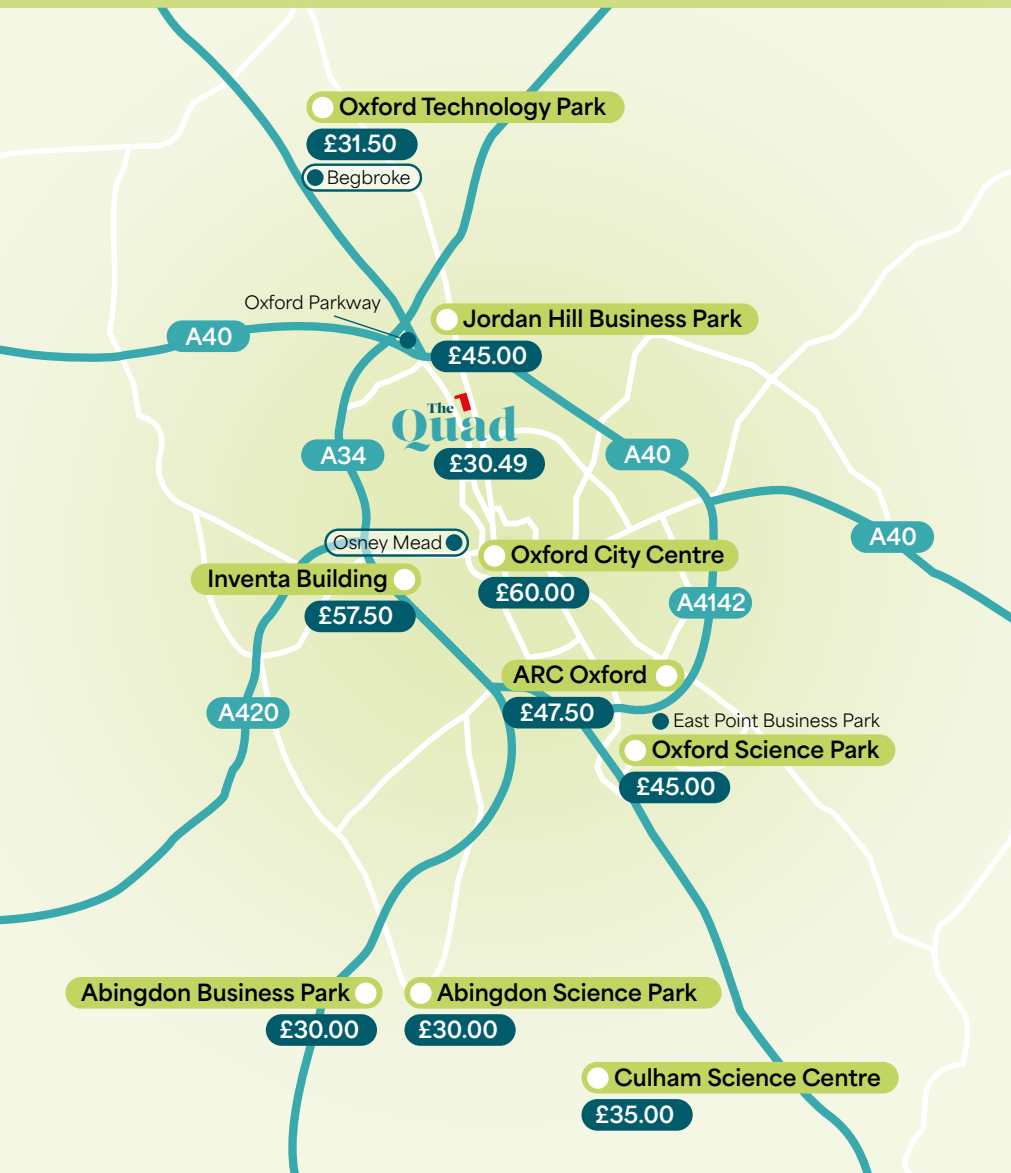 Oxford Technology Park
£31.50
Begbroke
Oxford Parkway
Jordan Hill Business Park
A40
£45.00
The
Quad
A34
£30.49
A40
A40
Osney Mead
Oxford City Centre
Inventa Building
£60.00
A4142
£57.50
ARC Oxford
A420
£47.50
East Point Business Park
Oxford Science Park
£45.00
Abingdon Business Park
Abingdon Science Park
£30.00
£30.00
Culham Science Centre
£35.00